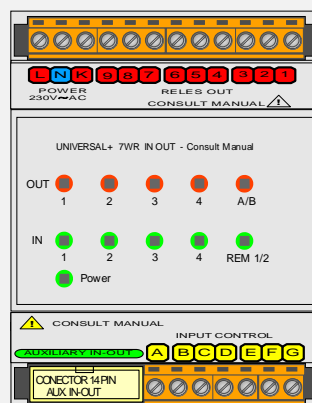 L N K 9 8 7 6 5 4 3 2 1
POWER RELES OUT
230V~AC CONSULT MANUAL
UNIVERSAL+ 7WR IN OUT - Consult Manual
OUT
1 2 3 4 A/B
IN
1 2 3 4 REM 1/2
Power
CONSULT MANUAL
INPUT CONTROL
AUXILIARY IN-OUT A B C D E F G
CONECTOR 14 PIN
AUX IN-OUT